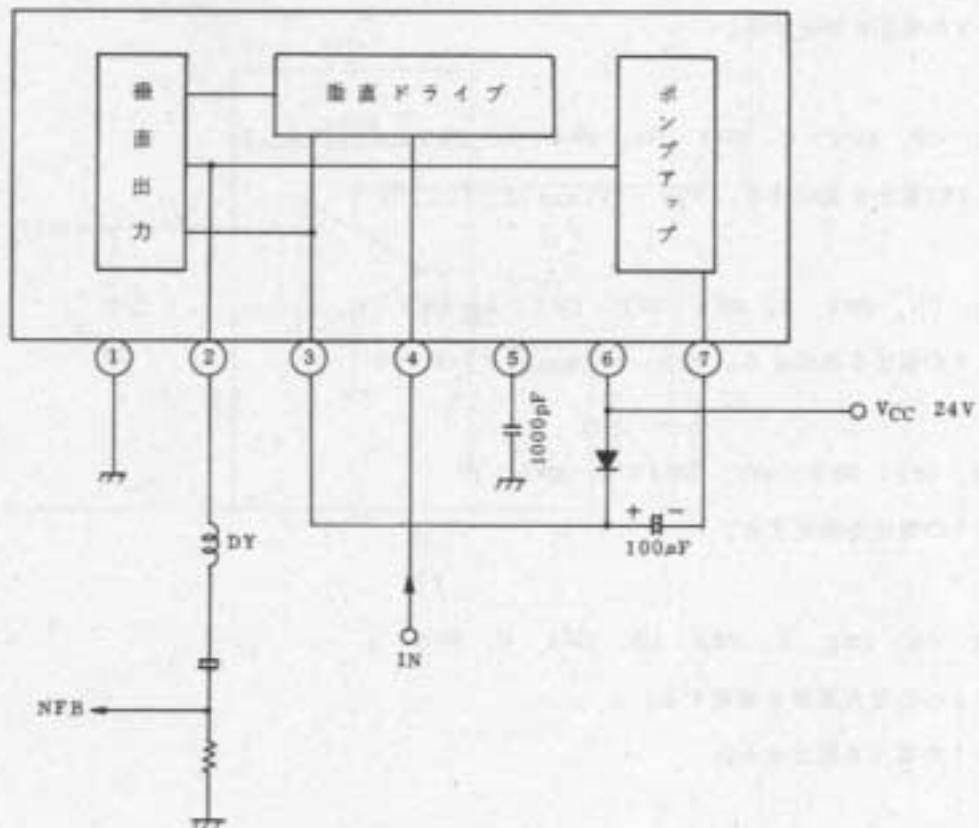 垂直出力
垂直ドライブ
ポンプアップ
1 2 3 4 5 6 7
1000pF
VCC 24V
+ −
100μF
DY
IN
NFB